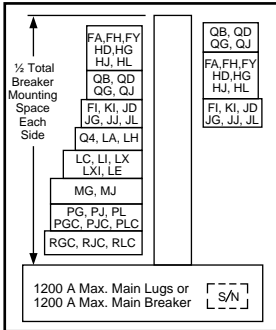 ½ Total
Breaker
Mounting
Space
Each
Side
FA,FH,FY
HD,HG
HJ, HL
QB, QD
QG, QJ
FI, KI, JD
JG, JJ, JL
Q4, LA, LH
LC, LI, LX
LXI, LE
MG, MJ
PG, PJ, PL
PGC, PJC, PLC
RGC, RJC, RLC
QB, QD
QG, QJ
FA,FH,FY
HD,HG
HJ, HL
FI, KI, JD
JG, JJ, JL
1200 A Max. Main Lugs or
1200 A Max. Main Breaker
S/N